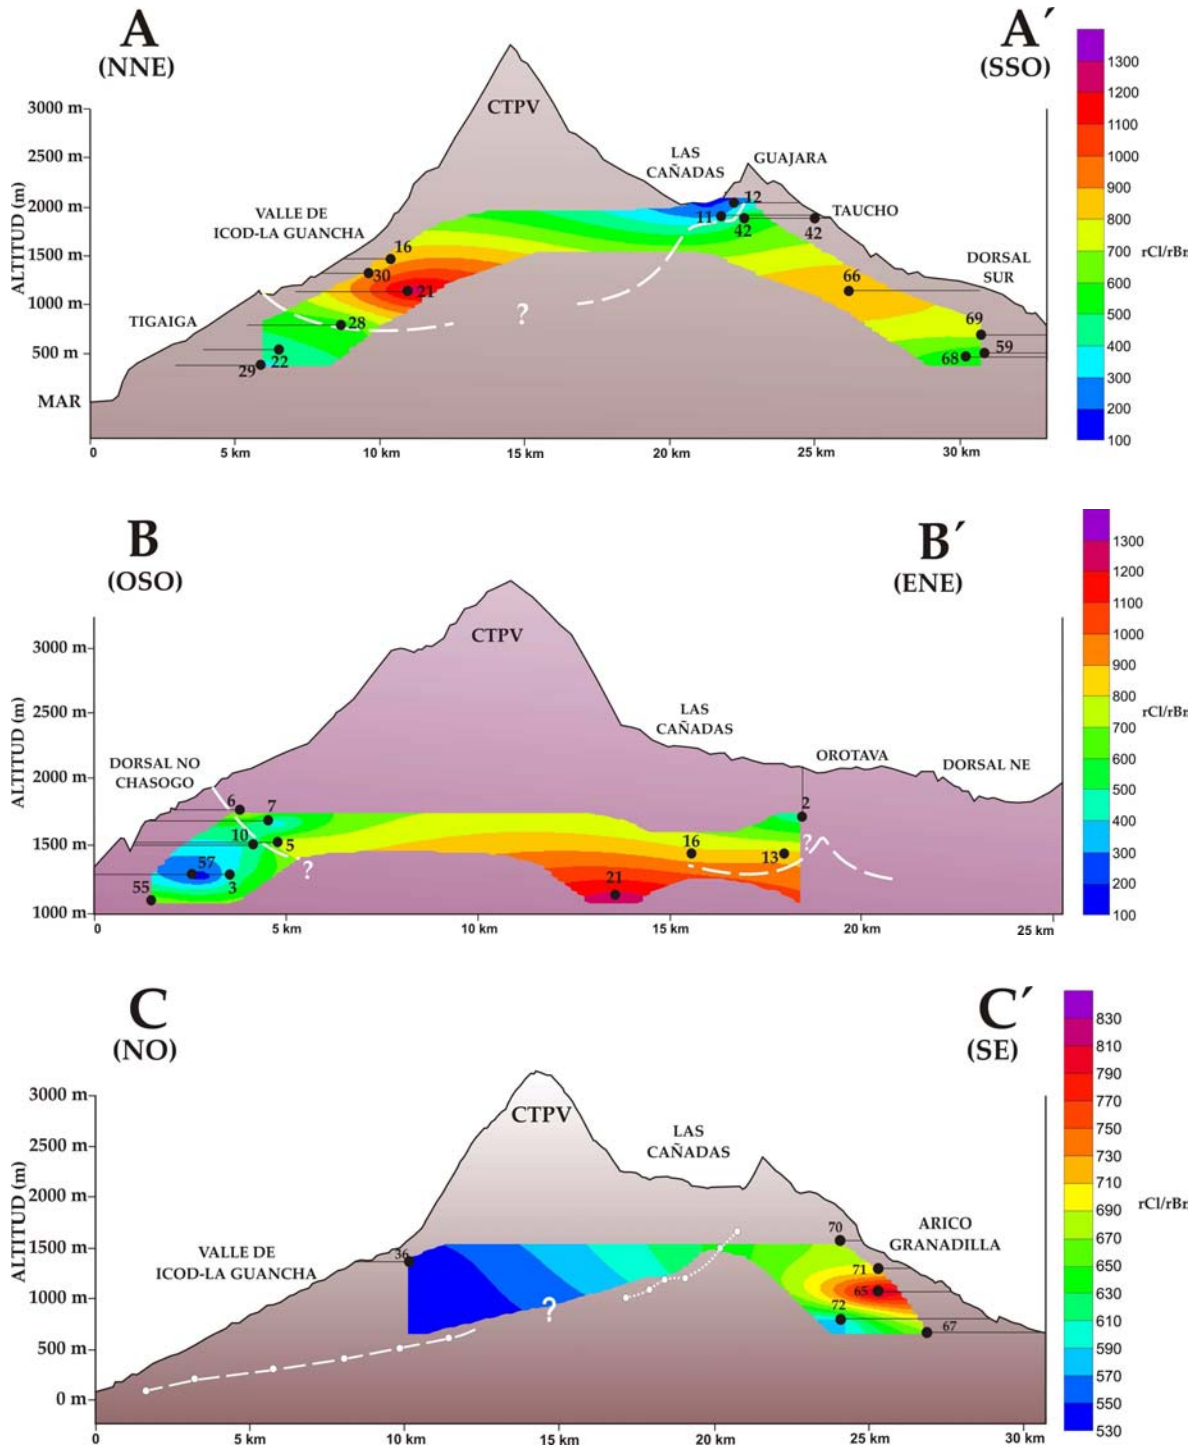 A
(NNE)
A´
(SSO)
CTPV
3000 m
2500 m
2000 m
1500 m
1000 m
500 m
MAR
ALTITUD (m)
VALLE DE
ICOD-LA GUANCHA
TIGAIGA
LAS
CAÑADAS
GUAJARA
TAUCHO
DORSAL
SUR
16
30
21
28
22
29
?
11
12
42
42
66
69
59
68
0
5 km
10 km
15 km
20 km
25 km
30 km
1300
1200
1000
900
800
700
600
500
400
300
200
100
rCl/rBr
B
(OSO)
B´
(ENE)
CTPV
3000 m
2500 m
2000 m
1500 m
1000 m
ALTITUD (m)
DORSAL NO
CHASOGO
LAS
CAÑADAS
OROTAVA
DORSAL NE
6
7
10
5
57
3
55
?
16
13
2
?
21
0
5 km
10 km
15 km
20 km
25 km
1300
1200
1100
1000
900
800
700
600
500
400
300
200
100
rCl/rBr
C
(NO)
C´
(SE)
CTPV
3000 m
2500 m
2000 m
1500 m
1000 m
500 m
0 m
ALTITUD (m)
VALLE DE
ICOD-LA GUANCHA
LAS
CAÑADAS
ARICO
GRANADILLA
36
?
70
71
65
72
67
0
5 km
10 km
15 km
20 km
25 km
30 km
830
810
790
770
750
730
710
690
670
650
630
610
590
570
550
530
rCl/rBr